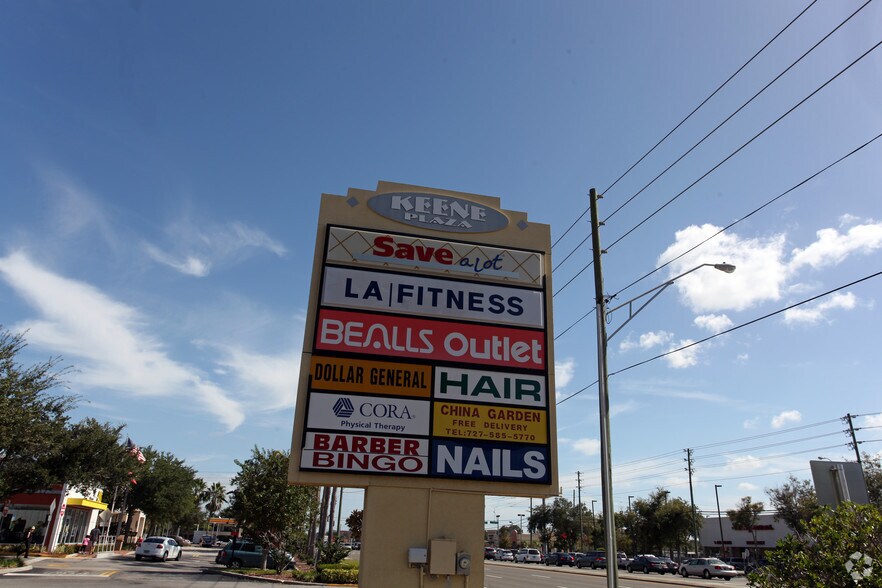 KEENE
PLAZA
Save a lot
LA|FITNESS
BEALLS OUTLET
DOLLAR GENERAL
HAIR
CORA
Physical Therapy
CHINA GARDEN
FREE DELIVERY
TEL:727-585-5770
BARBER
BINGO
NAILS